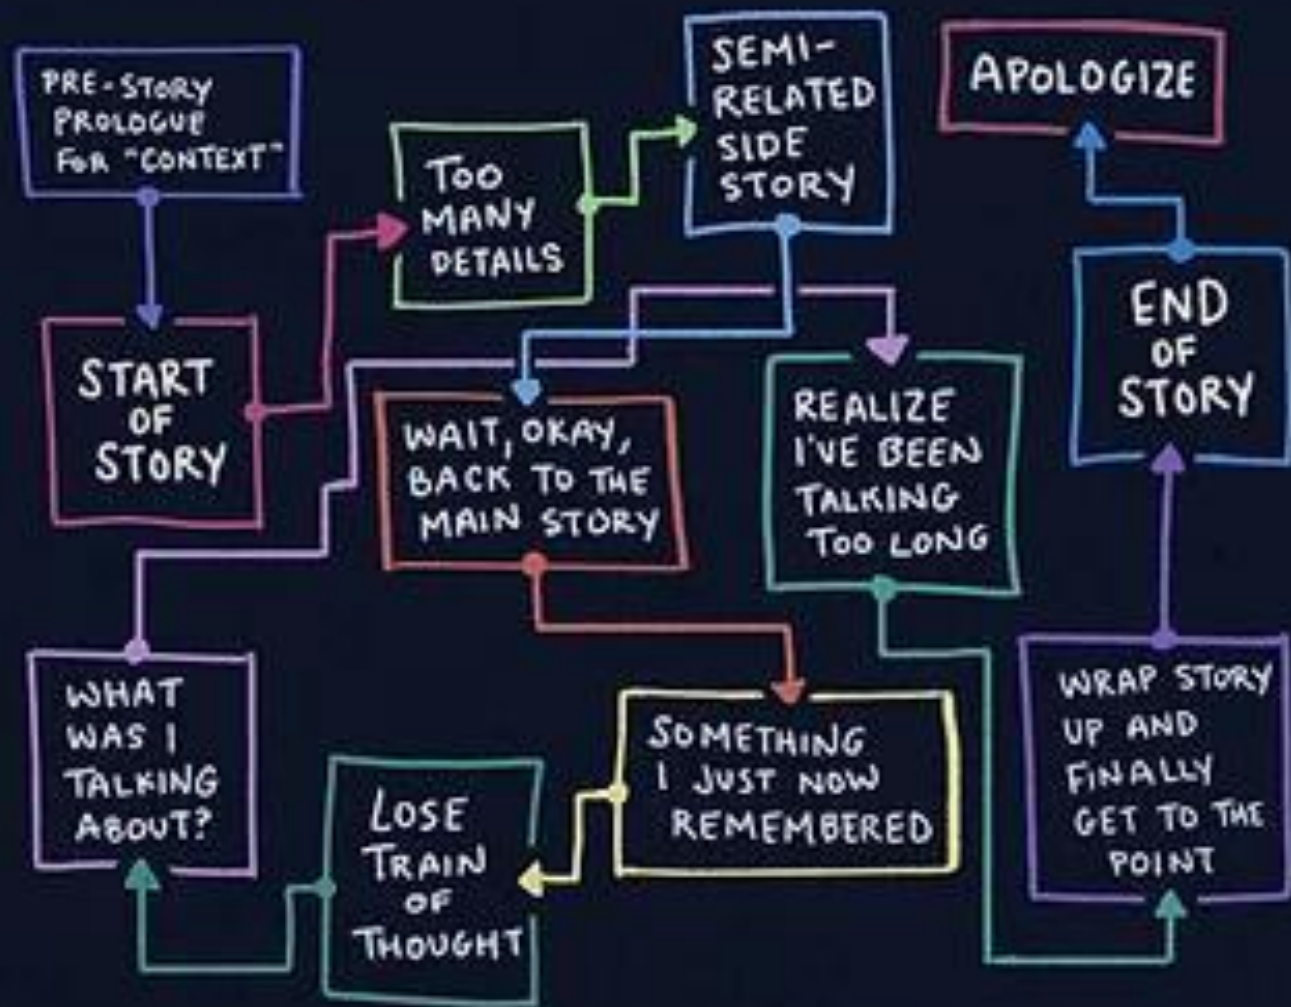 PRE-STORY
PROLOGUE
FOR "CONTEXT"
START
OF
STORY
TOO
MANY
DETAILS
SEMI-
RELATED
SIDE
STORY
WAIT, OKAY,
BACK TO THE
MAIN STORY
SOMETHING
I JUST NOW
REMEMBERED
LOSE
TRAIN
OF
THOUGHT
WHAT
WAS I
TALKING
ABOUT?
REALIZE
I'VE BEEN
TALKING
TOO LONG
WRAP STORY
UP AND
FINALLY
GET TO THE
POINT
END
OF
STORY
APOLOGIZE